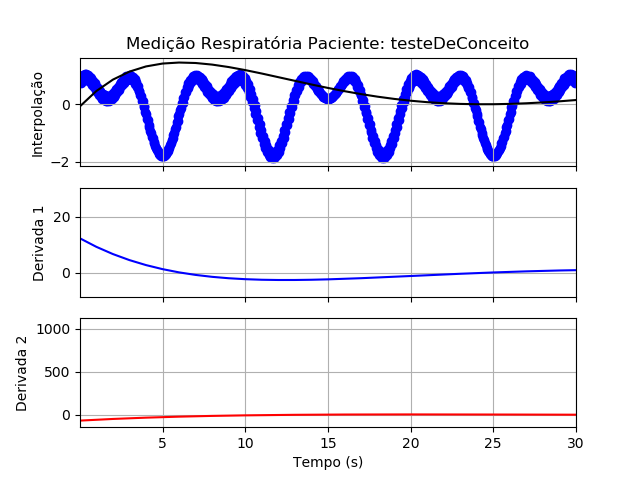 Medição Respiratória Paciente: testeDeConceito
Interpolação
0
−2
Derivada 1
20
0
Derivada 2
1000
500
0
5 10 15 20 25 30
Tempo (s)